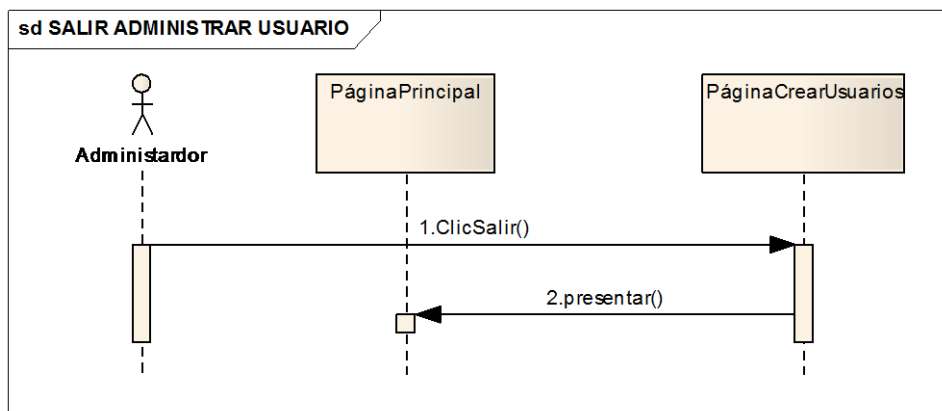 sd SALIR ADMINISTRAR USUARIO
PáginaPrincipal
PáginaCrearUsuarios
Administardor
1.ClicSalir()
2.presentar()